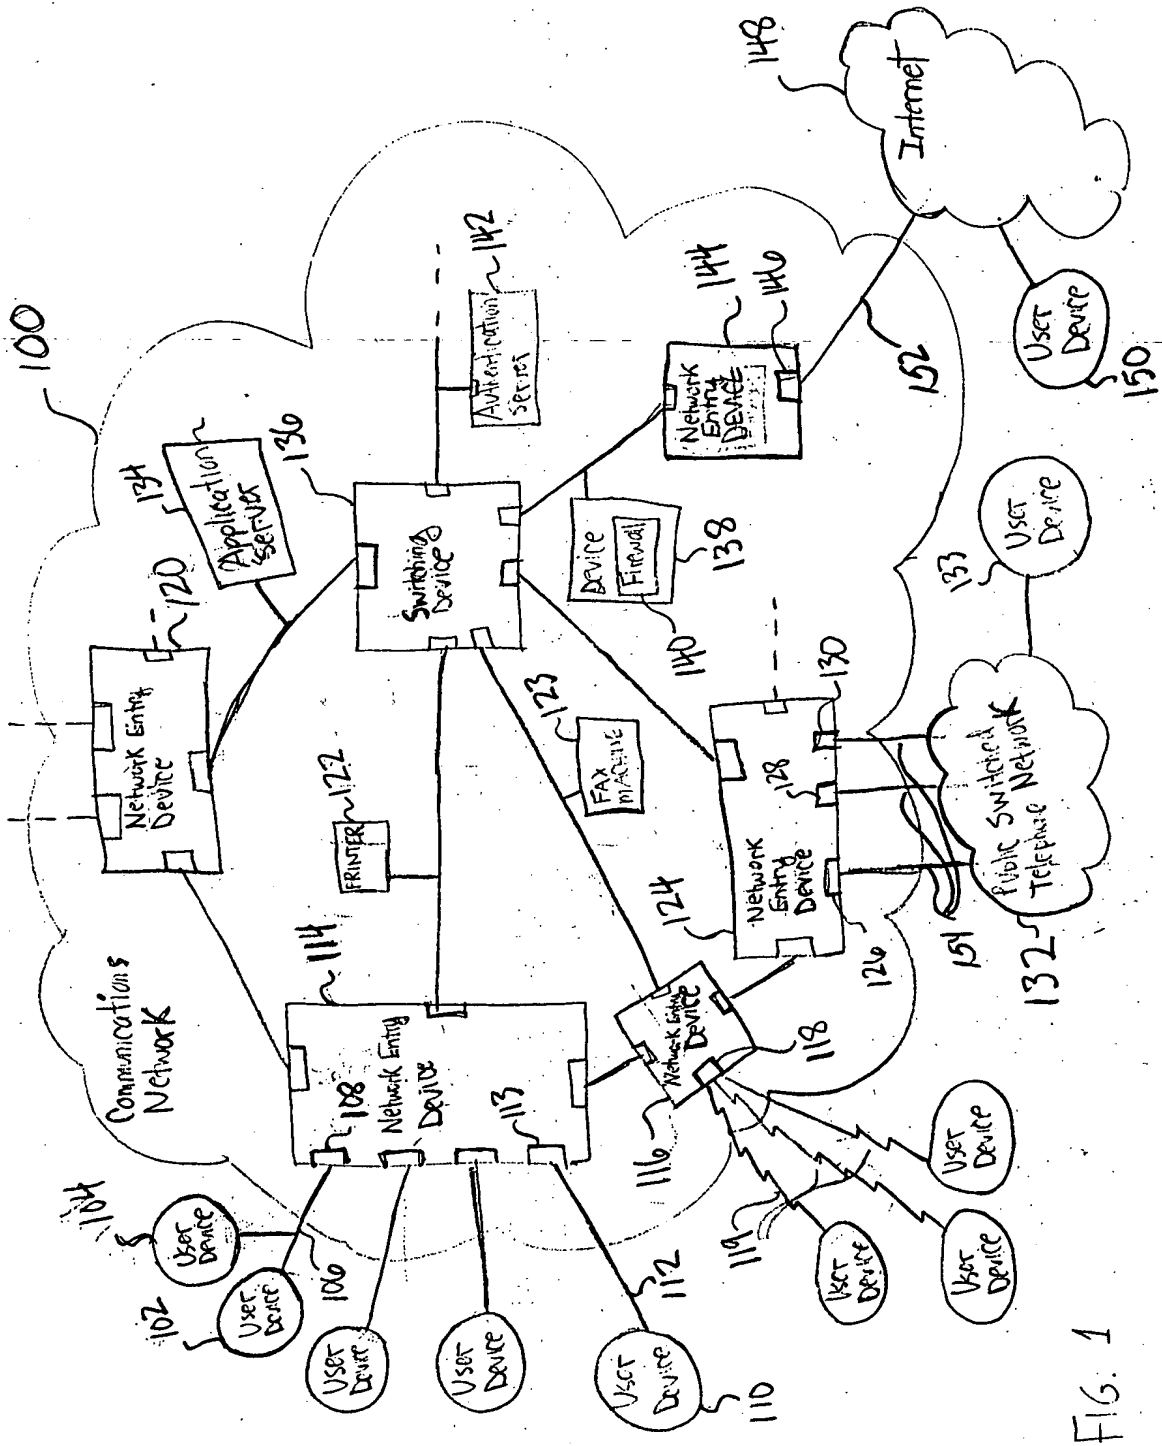 100
Communications
Network
104
User
Device
102
User
Device
106
User
Device
User
Device
User
Device
110
112
108
Network Entry
Device
113
114
Network Entry
Device
120
134
Application
server
136
Switching
Device
PRINTER
122
FAX
MACHINE
123
Authentication
Server
142
Device
Firewall
138
140
Network
Entry
DEVICE
144
146
152
Internet
148
User
Device
150
Network Entry
Device
116
118
119
User
Device
User
Device
User
Device
124
Network
Entry
Device
126
128
130
154
Public Switched
Telephone Network
132
User
Device
133
FIG. 1